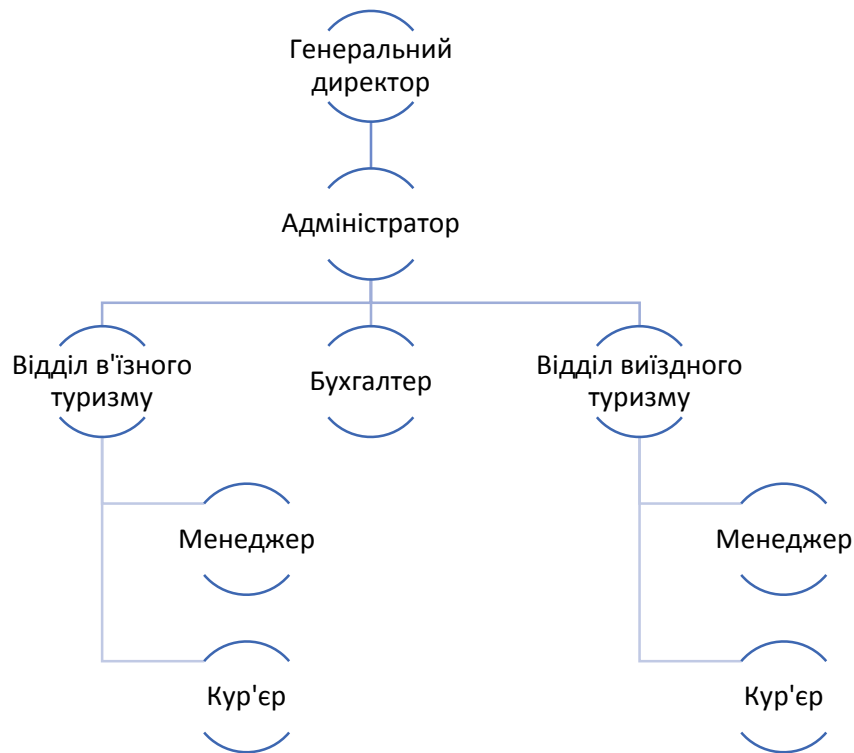 Генеральний
директор
Адміністратор
Відділ в'їзного
туризму
Бухгалтер
Відділ виїздного
туризму
Менеджер
Кур'єр
Менеджер
Кур'єр